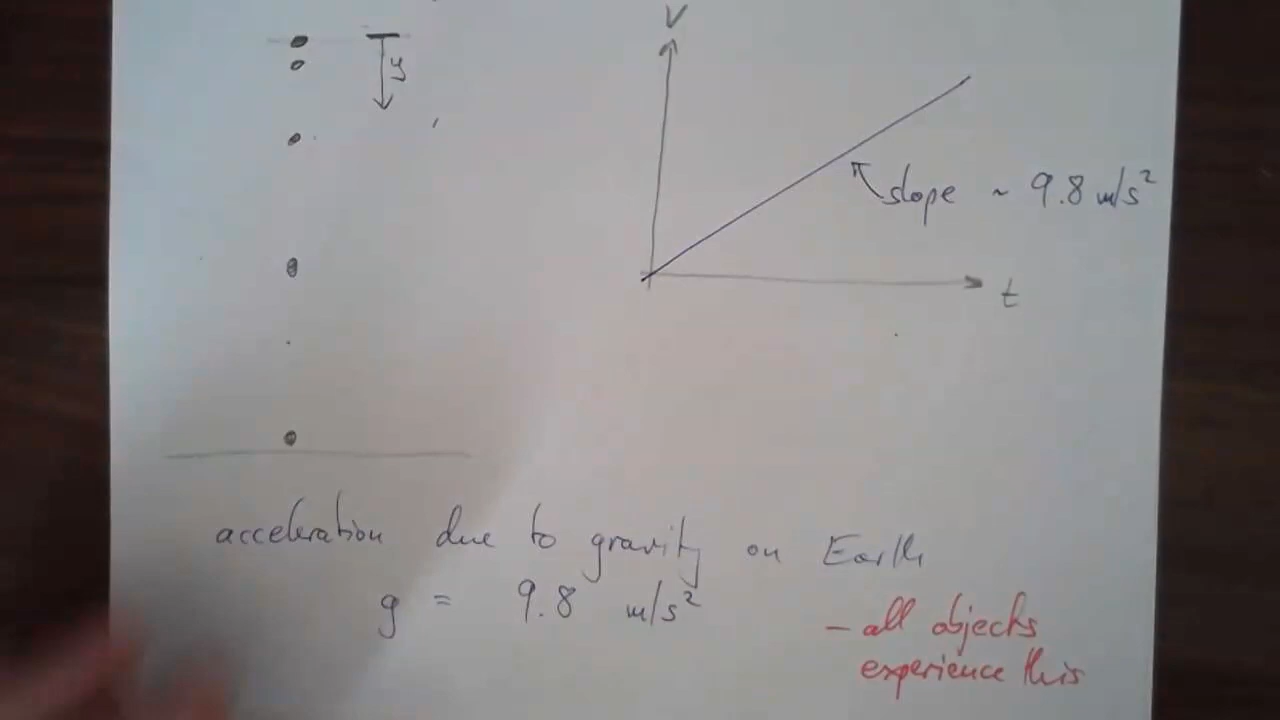 y
V
slope ~ 9.8 m/s²
t
acceleration due to gravity on Earth
g = 9.8 m/s²
- all objects
experience this